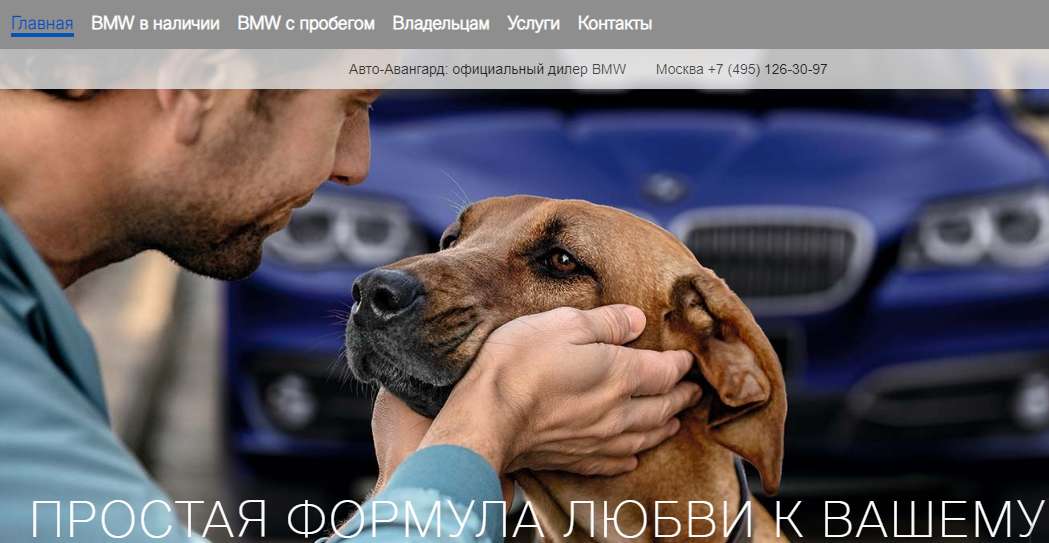 Главная BMW в наличии BMW с пробегом Владельцам Услуги Контакты
Авто-Авангард: официальный дилер BMW Москва +7 (495) 126-30-97
ПРОСТАЯ ФОРМУЛА ЛЮБВИ К ВАШЕМУ